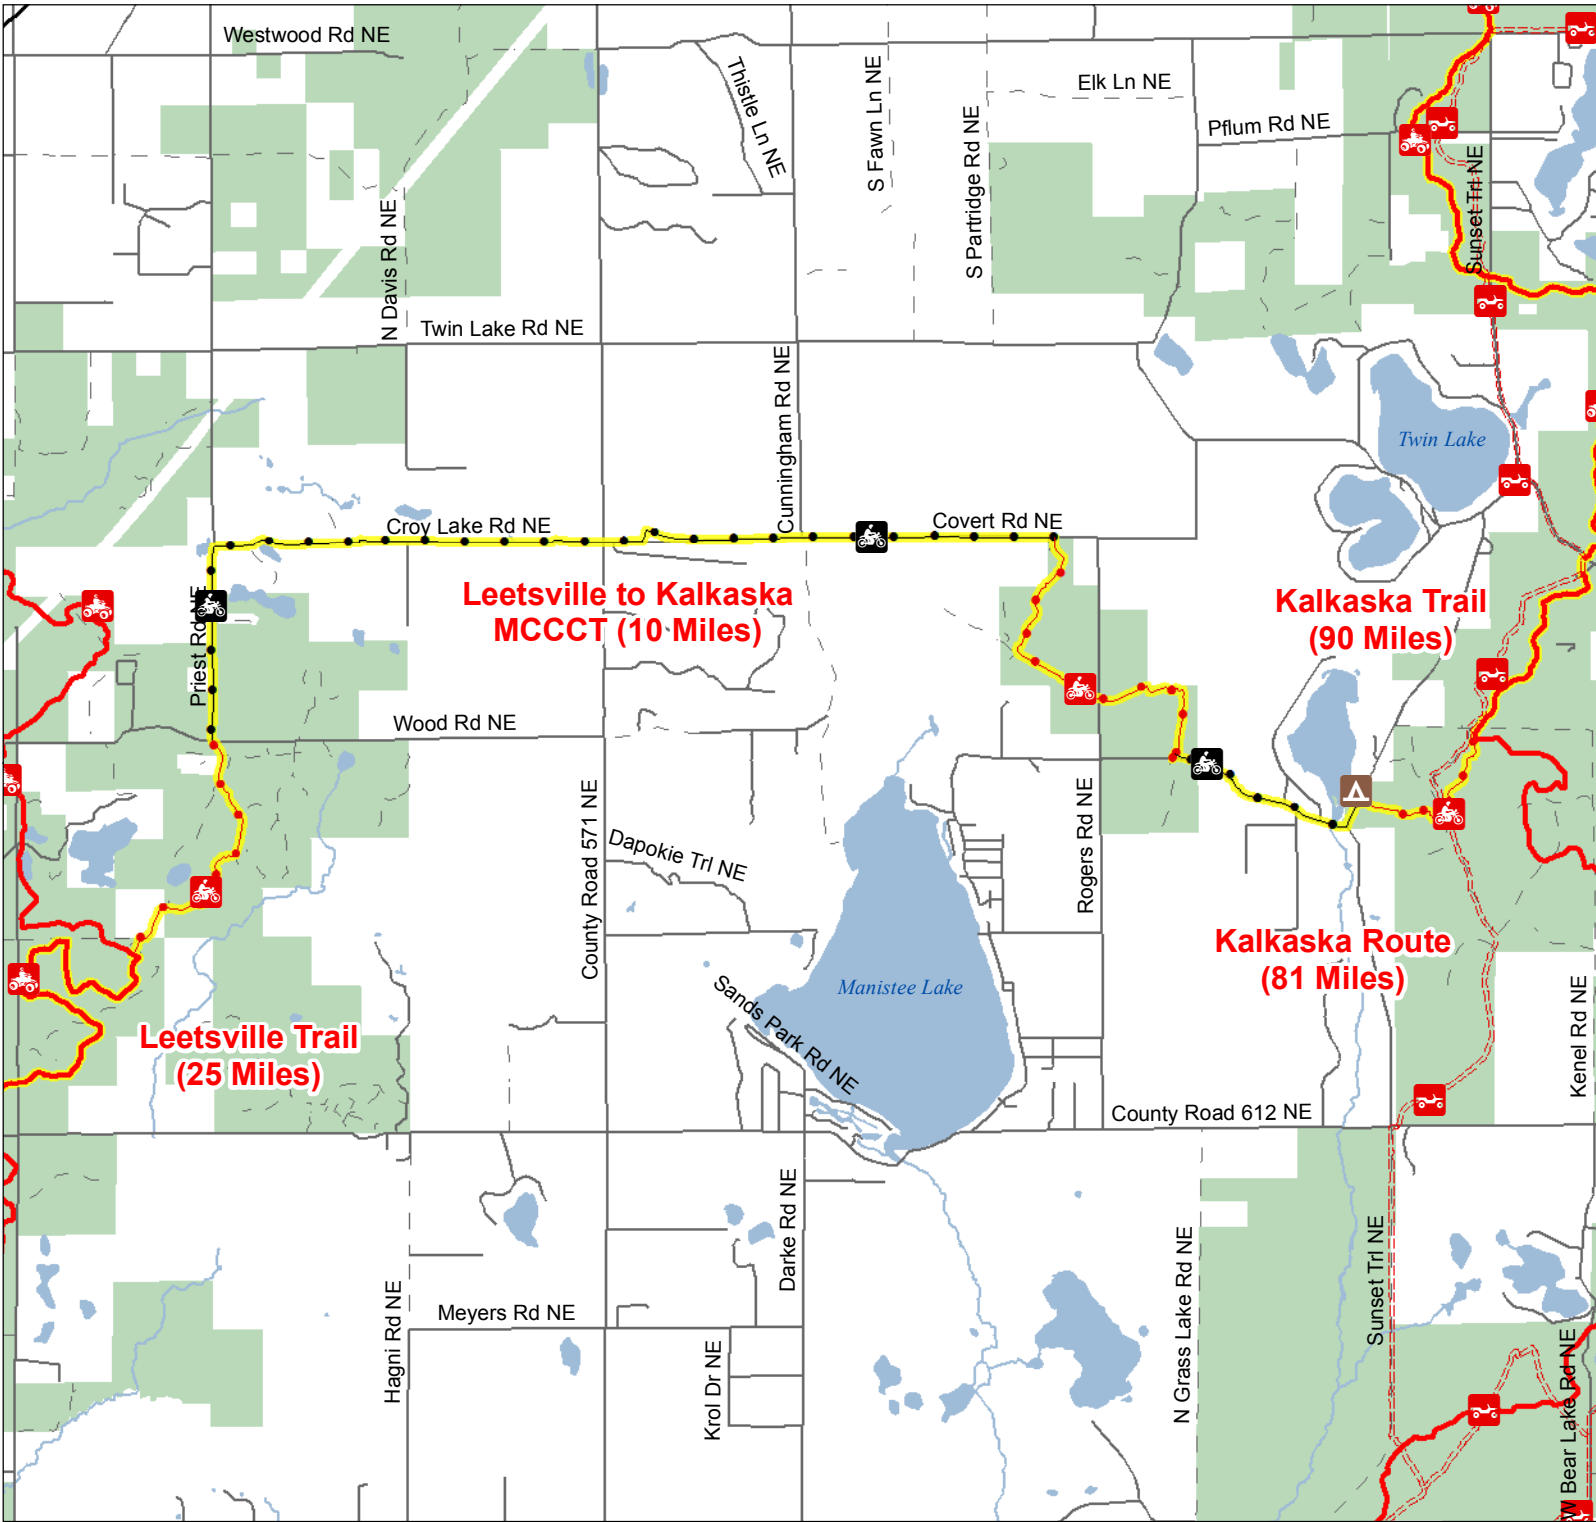 Westwood Rd NE
Thistle Ln NE
S Fawn Ln NE
S Partridge Rd NE
Elk Ln NE
Pflum Rd NE
Sunset Trl NE
N Davis Rd NE
Twin Lake Rd NE
Cunningham Rd NE
Twin Lake
Croy Lake Rd NE
Covert Rd NE
Priest Rd NE
Leetsville to Kalkaska
MCCCT (10 Miles)
Kalkaska Trail
(90 Miles)
Wood Rd NE
County Road 571 NE
Dapokie Trl NE
Rogers Rd NE
Kalkaska Route
(81 Miles)
Manistee Lake
Sands Park Rd NE
Kenel Rd NE
Leetsville Trail
(25 Miles)
County Road 612 NE
Darke Rd NE
Hagni Rd NE
Meyers Rd NE
Krol Dr NE
N Grass Lake Rd NE
Sunset Trl NE
W Bear Lake Rd NE